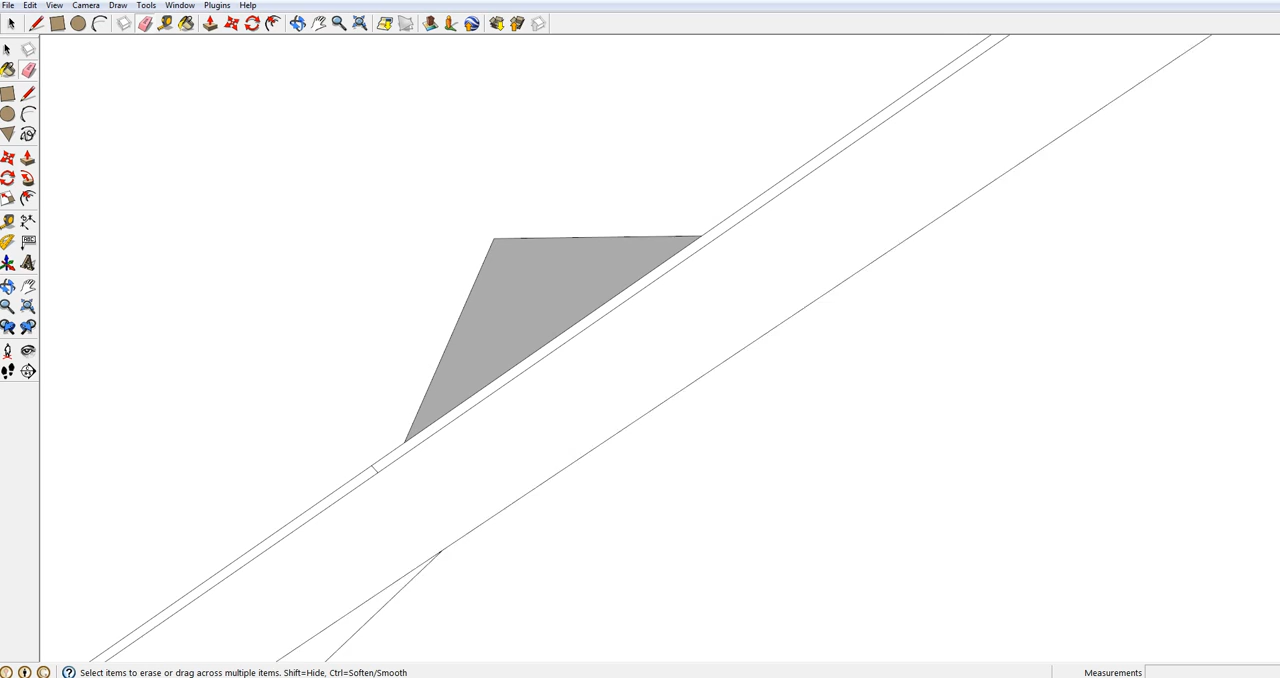 File Edit View Camera Draw Tools Window Plugins Help
ABC
Select items to erase or drag across multiple items. Shift=Hide, Ctrl=Soften/Smooth
Measurements